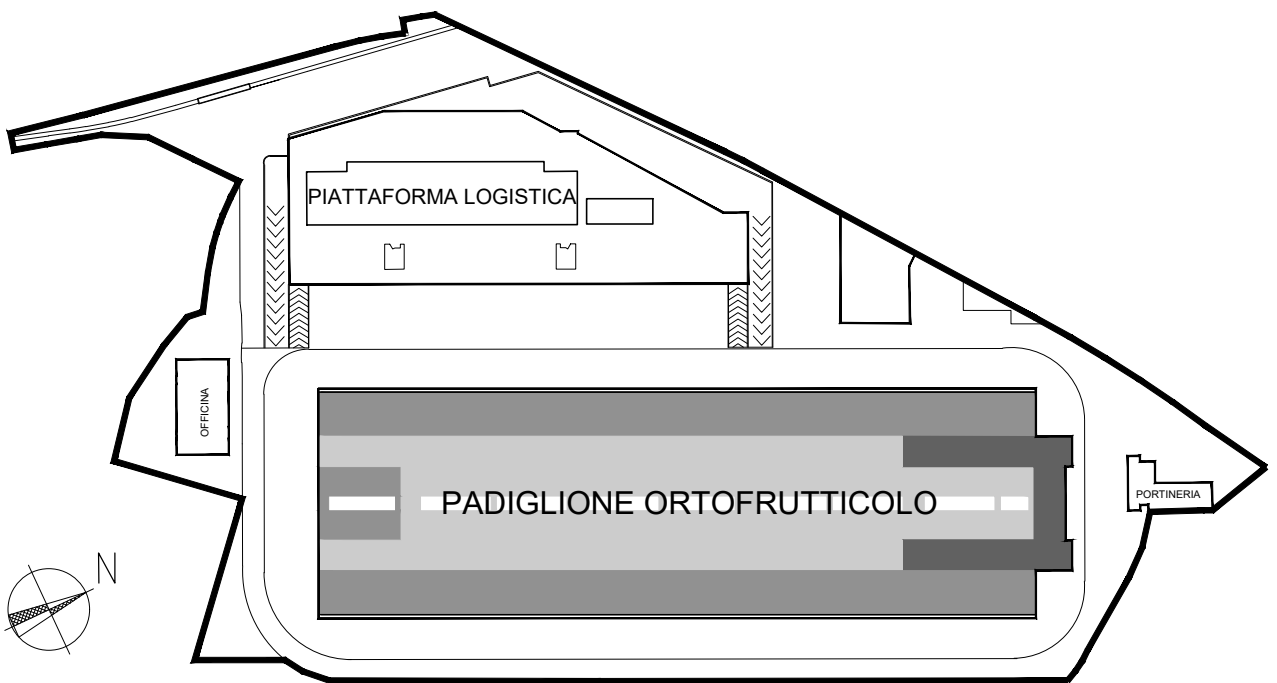 PIATTAFORMA LOGISTICA
OFFICINA
PADIGLIONE ORTOFRUTTICOLO
PORTINERIA
N